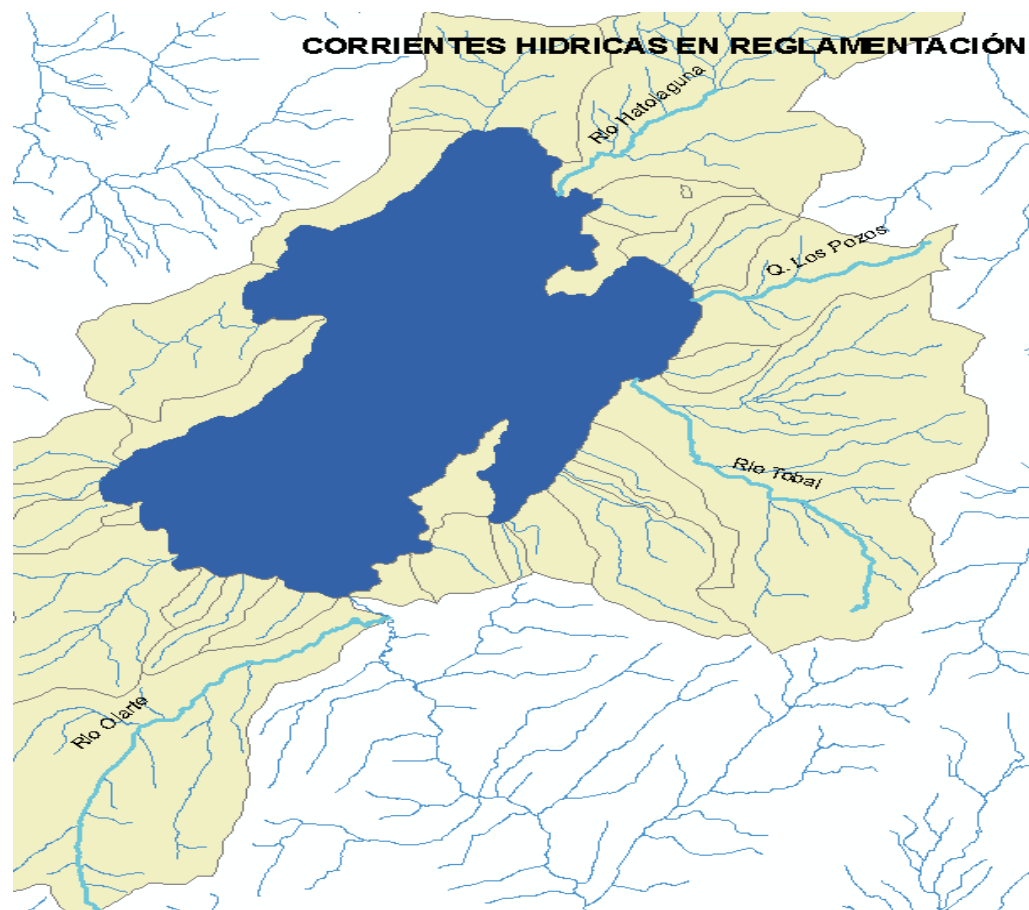 CORRIENTES HIDRICAS EN REGLAMENTACIÓN
Río Hatolaguna
Q. Los Pozos
Río Tobal
Río Olarte